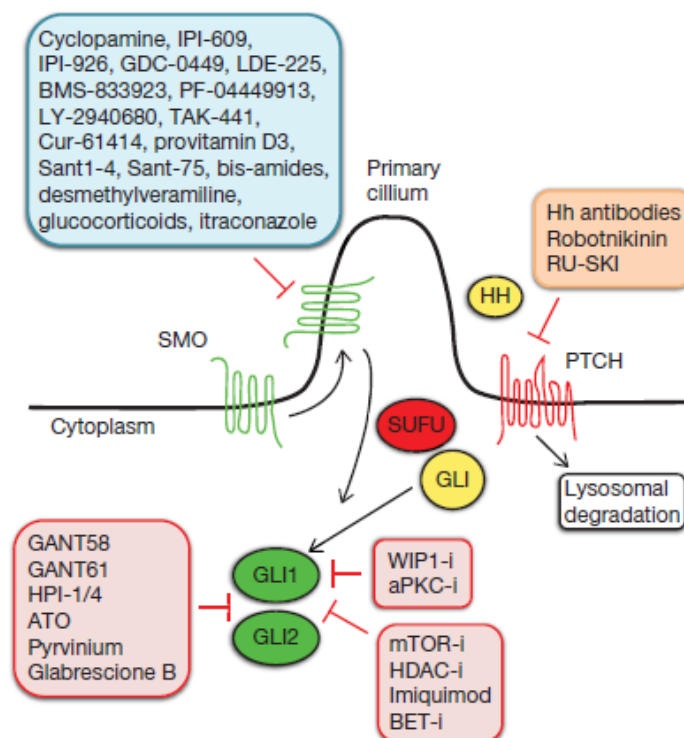 Cyclopamine, IPI-609,
IPI-926, GDC-0449, LDE-225,
BMS-833923, PF-04449913,
LY-2940680, TAK-441,
Cur-61414, provitamin D3,
Sant1-4, Sant-75, bis-amides,
desmethylveramiline,
glucocorticoids, itraconazole
Primary
cillium
Hh antibodies
Robotnikinin
RU-SKI
HH
SMO
PTCH
Cytoplasm
SUFU
GLI
Lysosomal
degradation
GANT58
GANT61
HPI-1/4
ATO
Pyrvinium
Glabrescione B
GLI1
GLI2
WIP1-i
aPKC-i
mTOR-i
HDAC-i
Imiquimod
BET-i